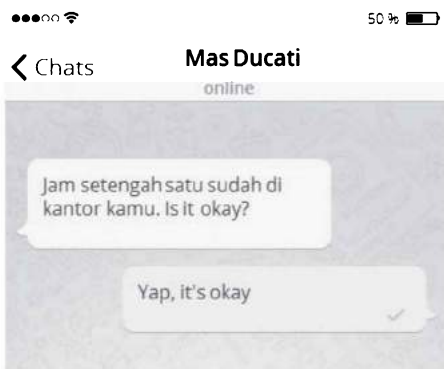 50 %
Chats
Mas Ducati
online
Jam setengah satu sudah di
kantor kamu. Is it okay?
Yap, it's okay